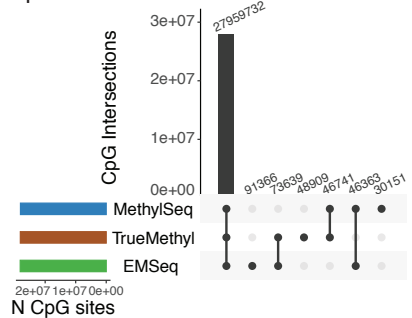 3e+07
27959732
2e+07
1e+07
0e+00
CpG Intersections
91366
73639
48909
46741
46363
30151
MethylSeq
TrueMethyl
EMSeq
2e+07 1e+07 0e+00
N CpG sites